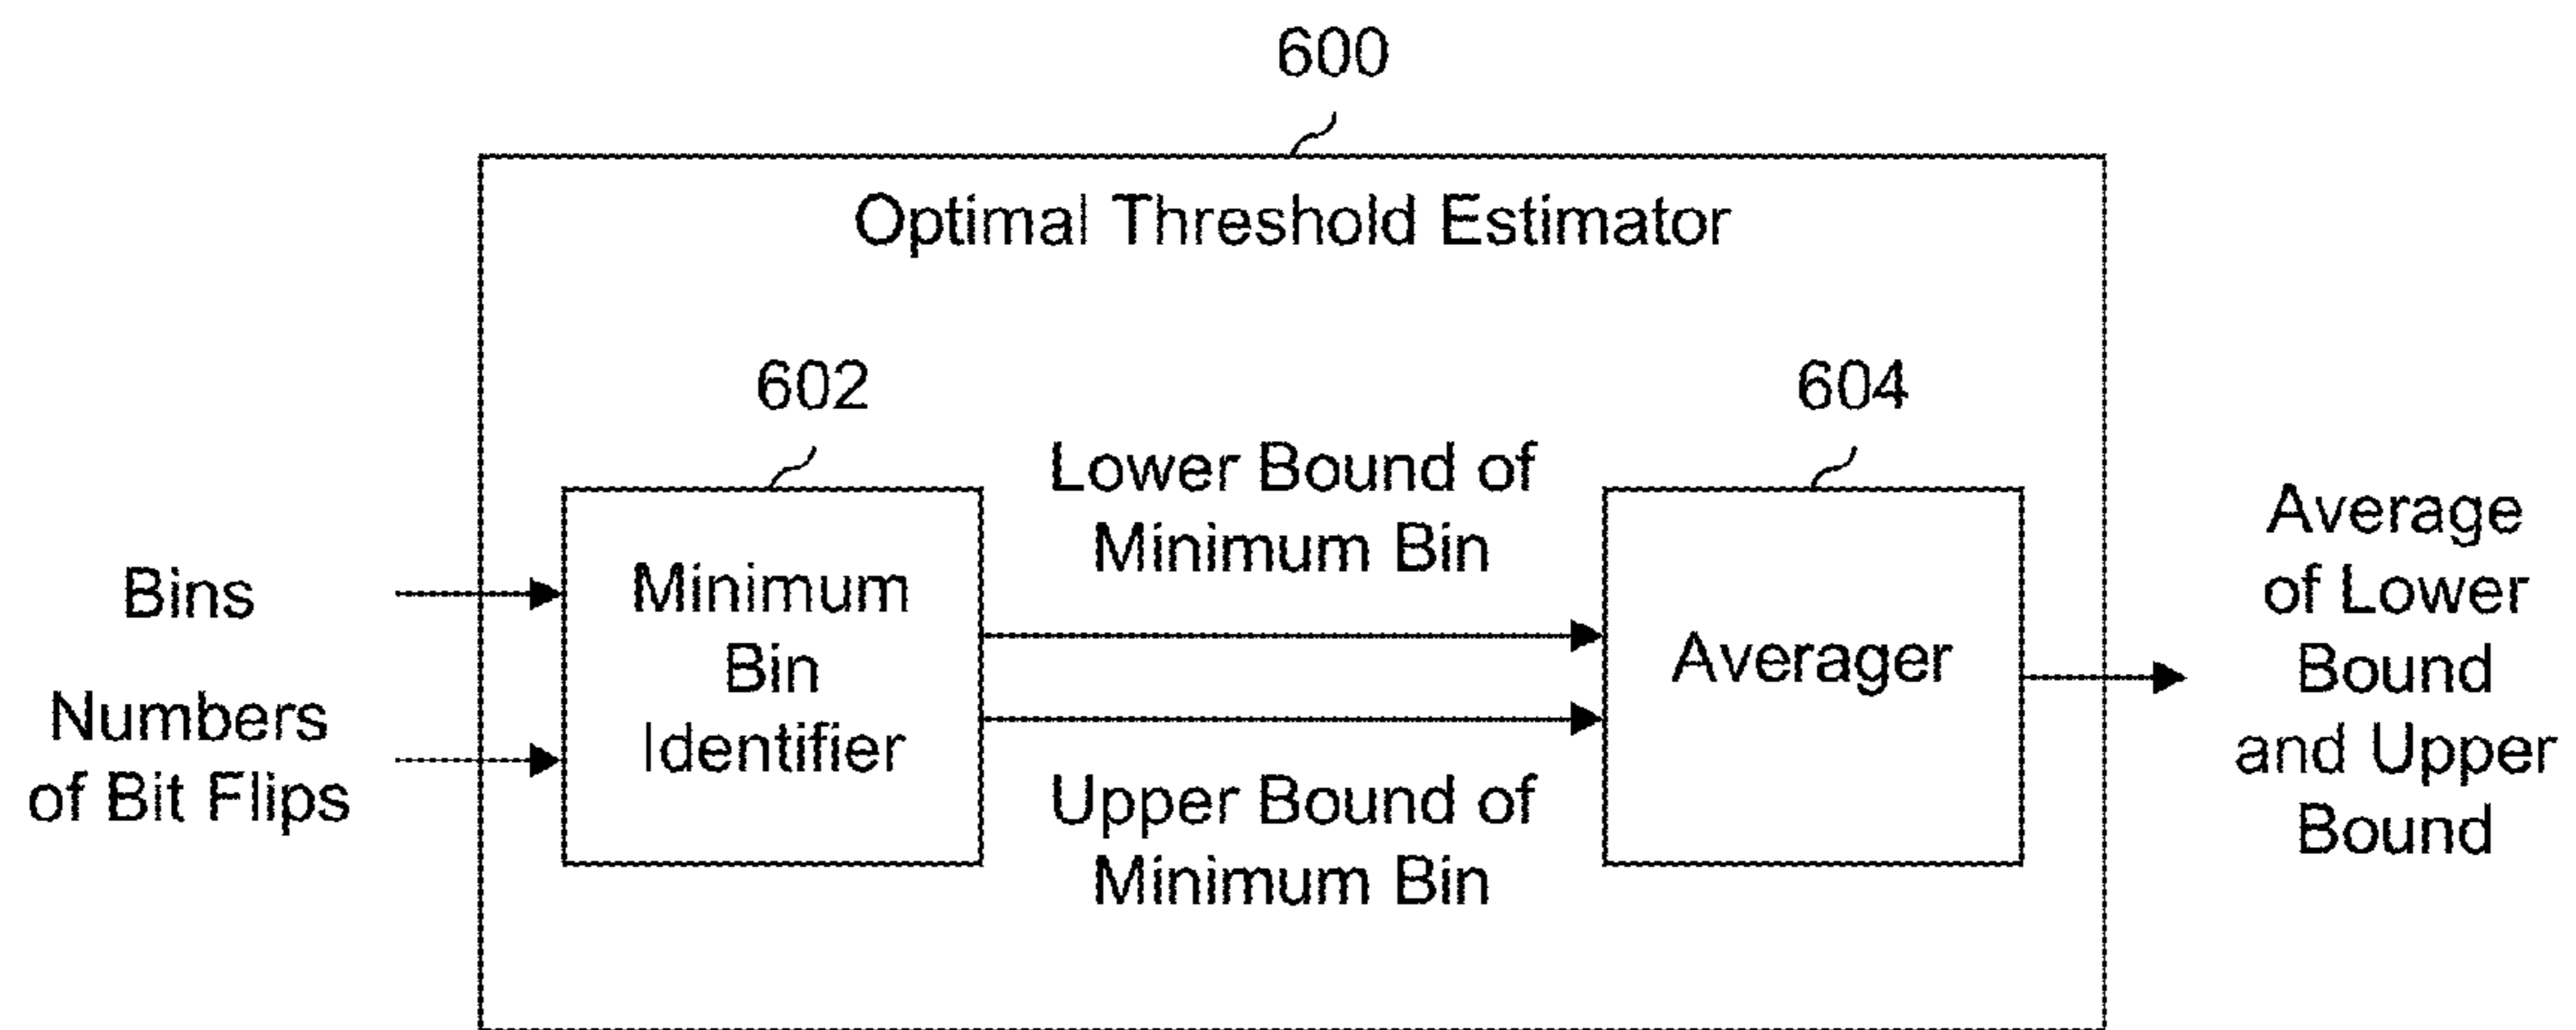 600
Optimal Threshold Estimator
602
604
Lower Bound of
Minimum Bin
Bins
Numbers
of Bit Flips
Minimum
Bin
Identifier
Averager
Upper Bound of
Minimum Bin
Average
of Lower
Bound
and Upper
Bound